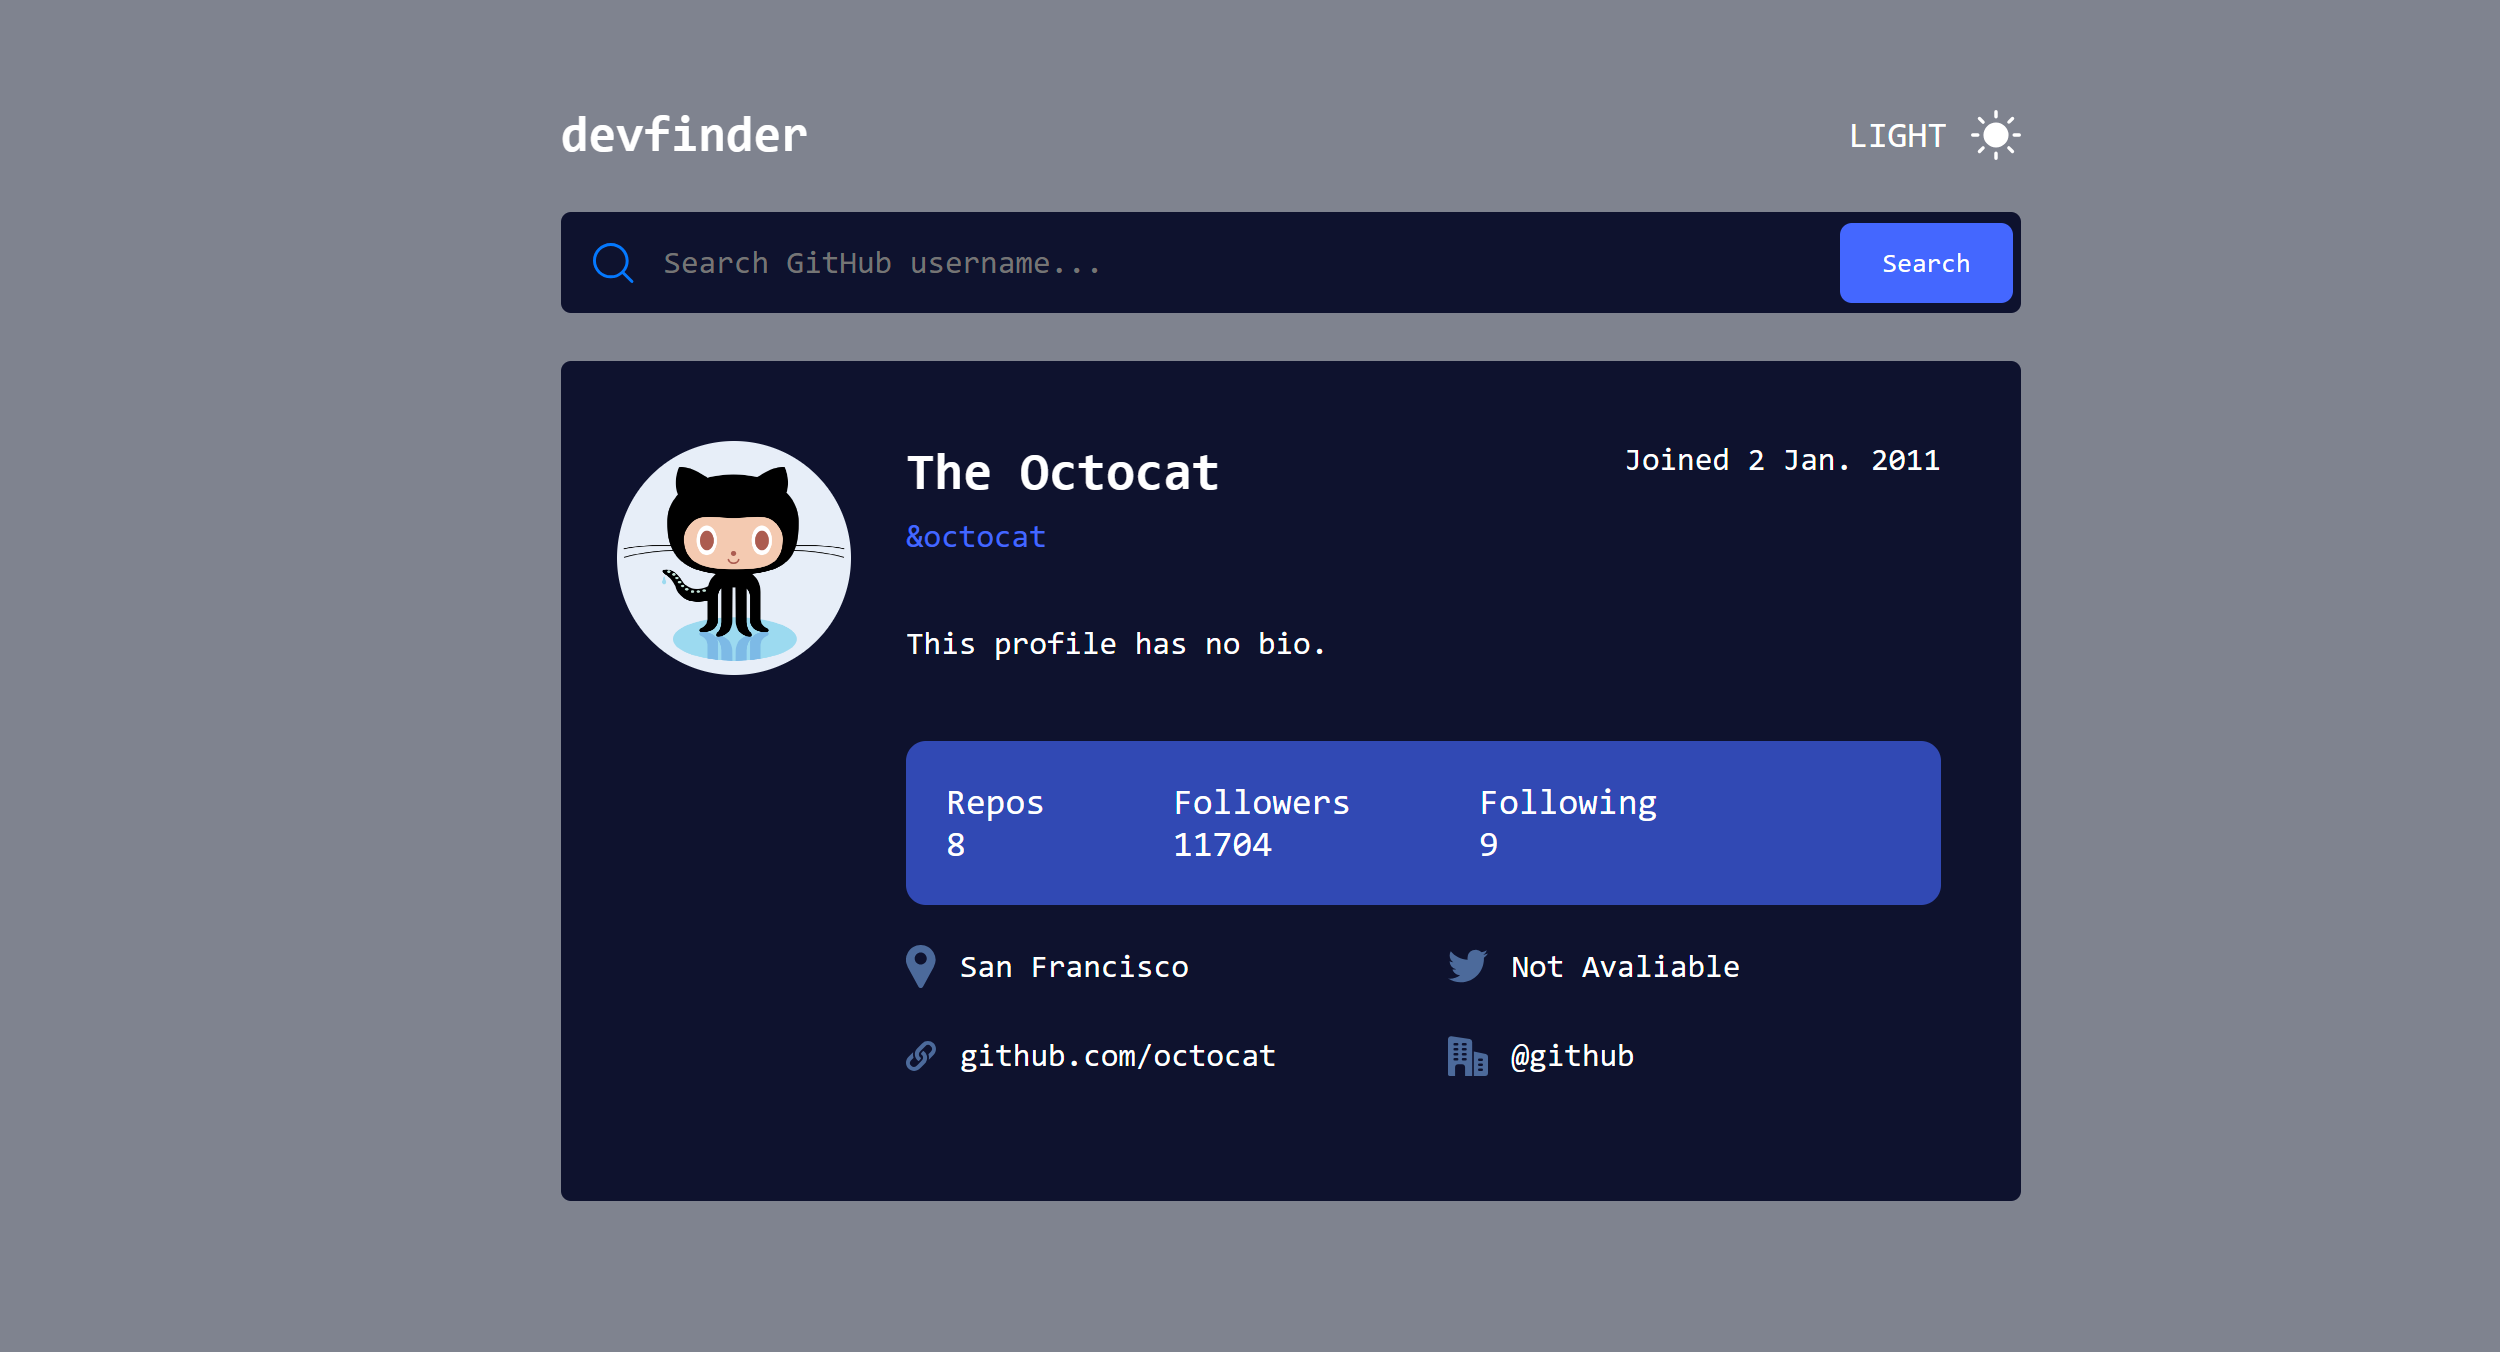 devfinder
LIGHT
Search GitHub username...
Search
The Octocat
Joined 2 Jan. 2011
&octocat
This profile has no bio.
Repos
8
Followers
11704
Following
9
San Francisco
Not Avaliable
github.com/octocat
@github